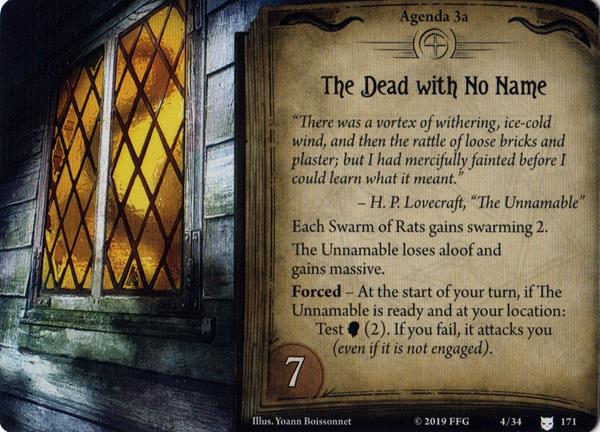 Agenda 3a
The Dead with No Name
“There was a vortex of withering, ice-cold
wind, and then the rattle of loose bricks and
plaster; but I had mercifully fainted before I
could learn what it meant.”
– H. P. Lovecraft, “The Unnamable”
Each Swarm of Rats gains swarming 2.
The Unnamable loses aloof and
gains massive.
Forced – At the start of your turn, if The
Unnamable is ready and at your location:
Test (2). If you fail, it attacks you
(even if it is not engaged).
7
Illus. Yoann Boissonnet © 2019 FFG 4/34 171